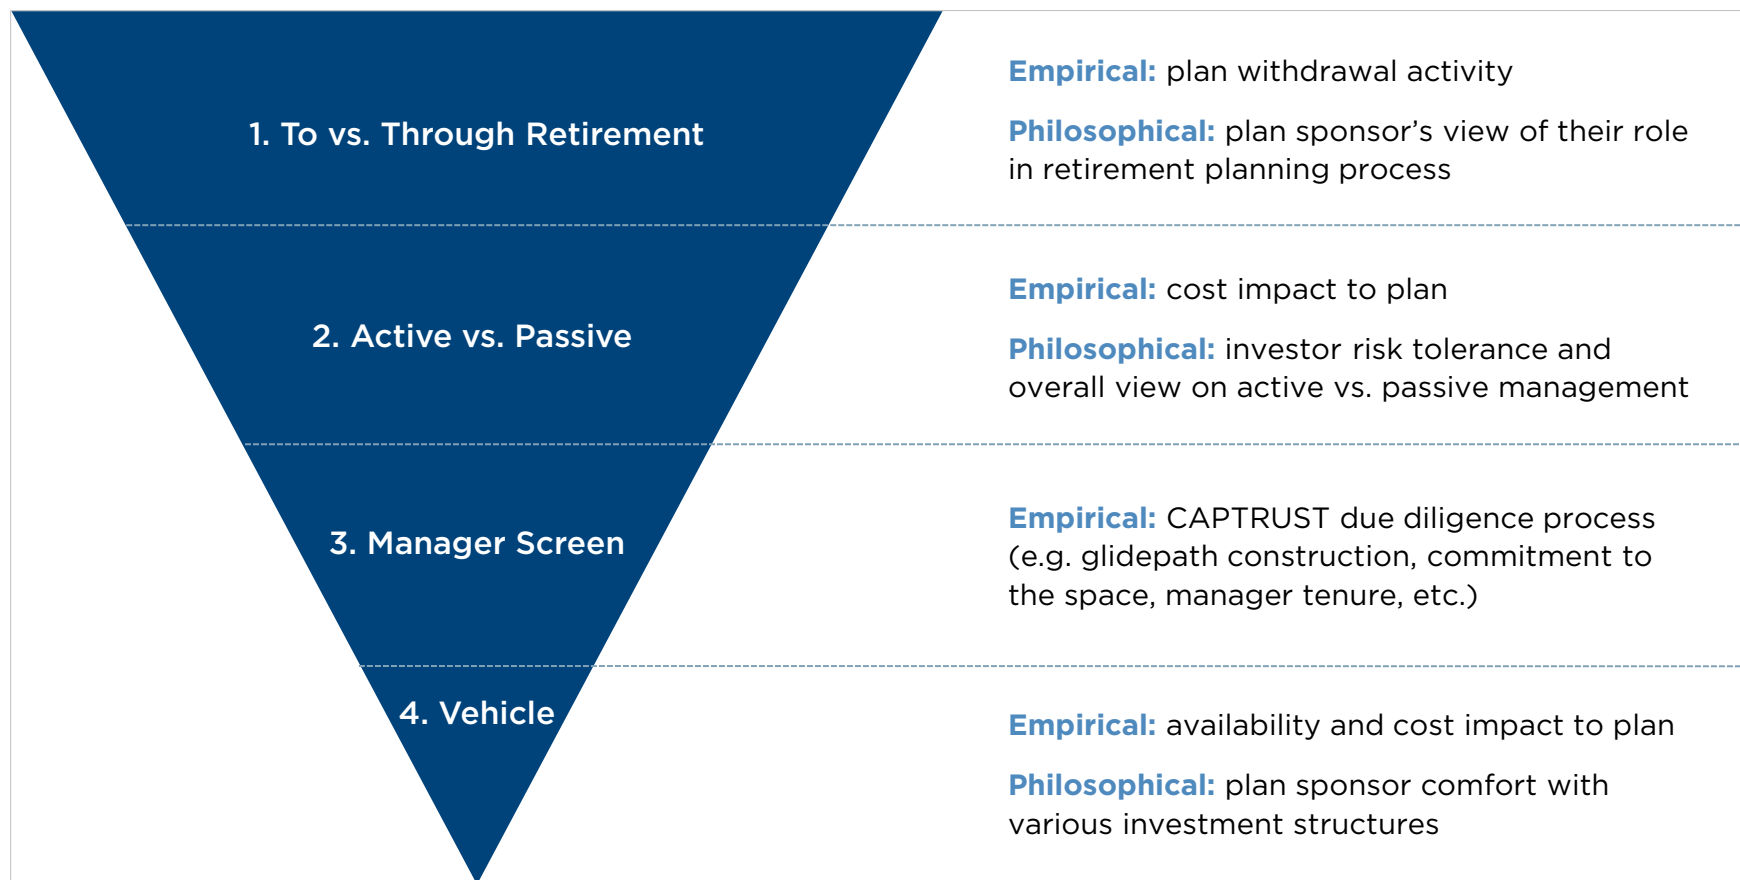 1. To vs. Through Retirement
Empirical: plan withdrawal activity
Philosophical: plan sponsor’s view of their role
in retirement planning process
2. Active vs. Passive
Empirical: cost impact to plan
Philosophical: investor risk tolerance and
overall view on active vs. passive management
3. Manager Screen
Empirical: CAPTRUST due diligence process
(e.g. glidepath construction, commitment to
the space, manager tenure, etc.)
4. Vehicle
Empirical: availability and cost impact to plan
Philosophical: plan sponsor comfort with
various investment structures